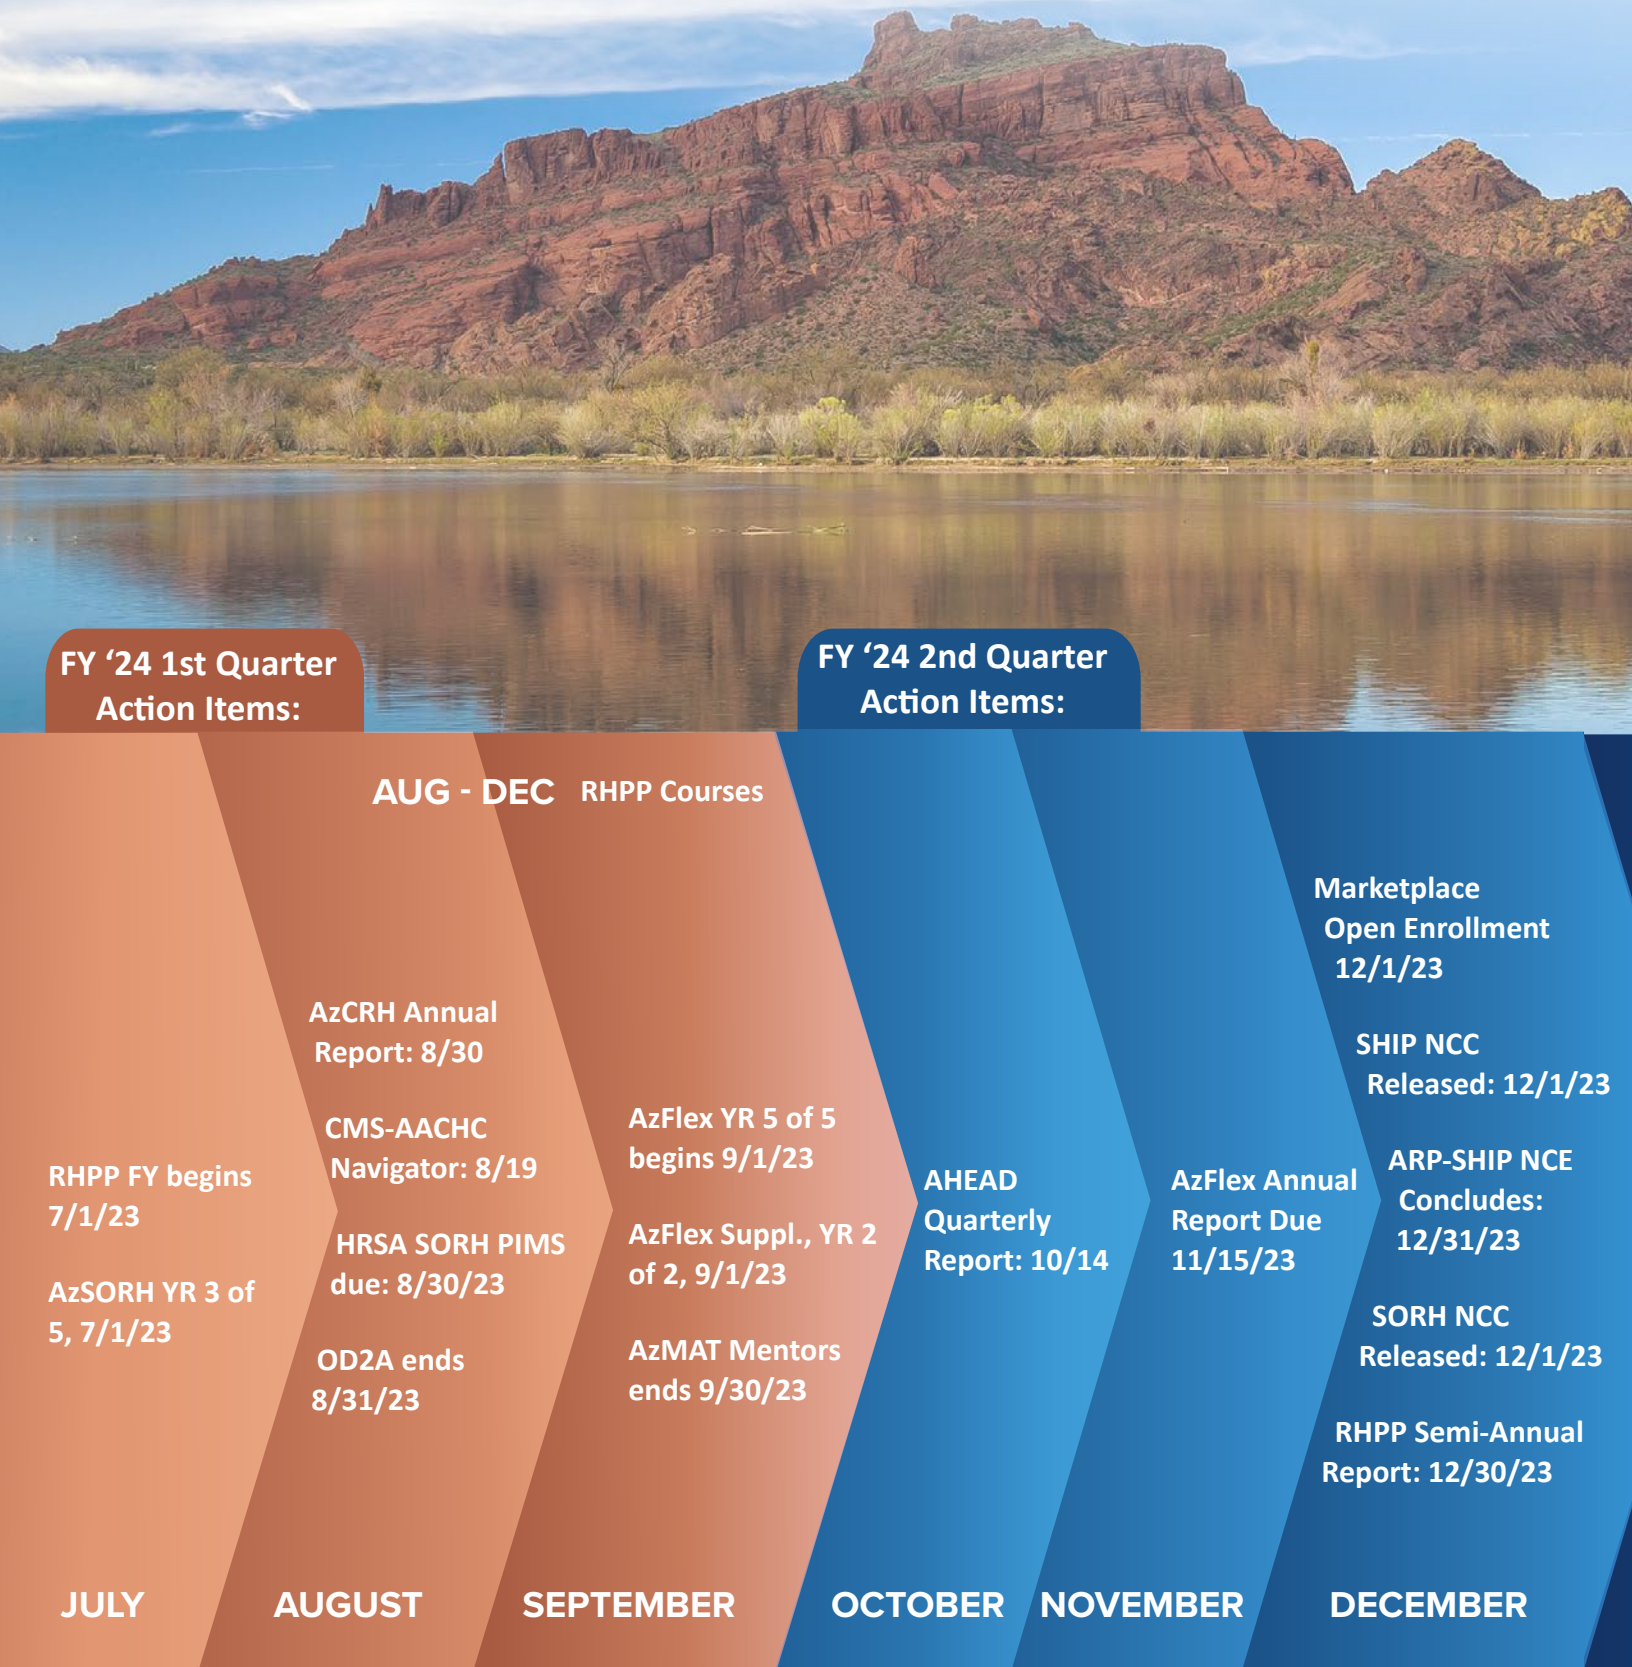 FY ‘24 1st Quarter
Action Items:
FY ‘24 2nd Quarter
Action Items:
AUG - DEC RHPP Courses
RHPP FY begins
7/1/23
AzSORH YR 3 of
5, 7/1/23
JULY
AzCRH Annual
Report: 8/30
CMS-AACHC
Navigator: 8/19
HRSA SORH PIMS
due: 8/30/23
OD2A ends
8/31/23
AUGUST
AzFlex YR 5 of 5
begins 9/1/23
AzFlex Suppl., YR 2
of 2, 9/1/23
AzMAT Mentors
ends 9/30/23
SEPTEMBER
AHEAD
Quarterly
Report: 10/14
OCTOBER
AzFlex Annual
Report Due
11/15/23
NOVEMBER
Marketplace
Open Enrollment
12/1/23
SHIP NCC
Released: 12/1/23
ARP-SHIP NCE
Concludes:
12/31/23
SORH NCC
Released: 12/1/23
RHPP Semi-Annual
Report: 12/30/23
DECEMBER